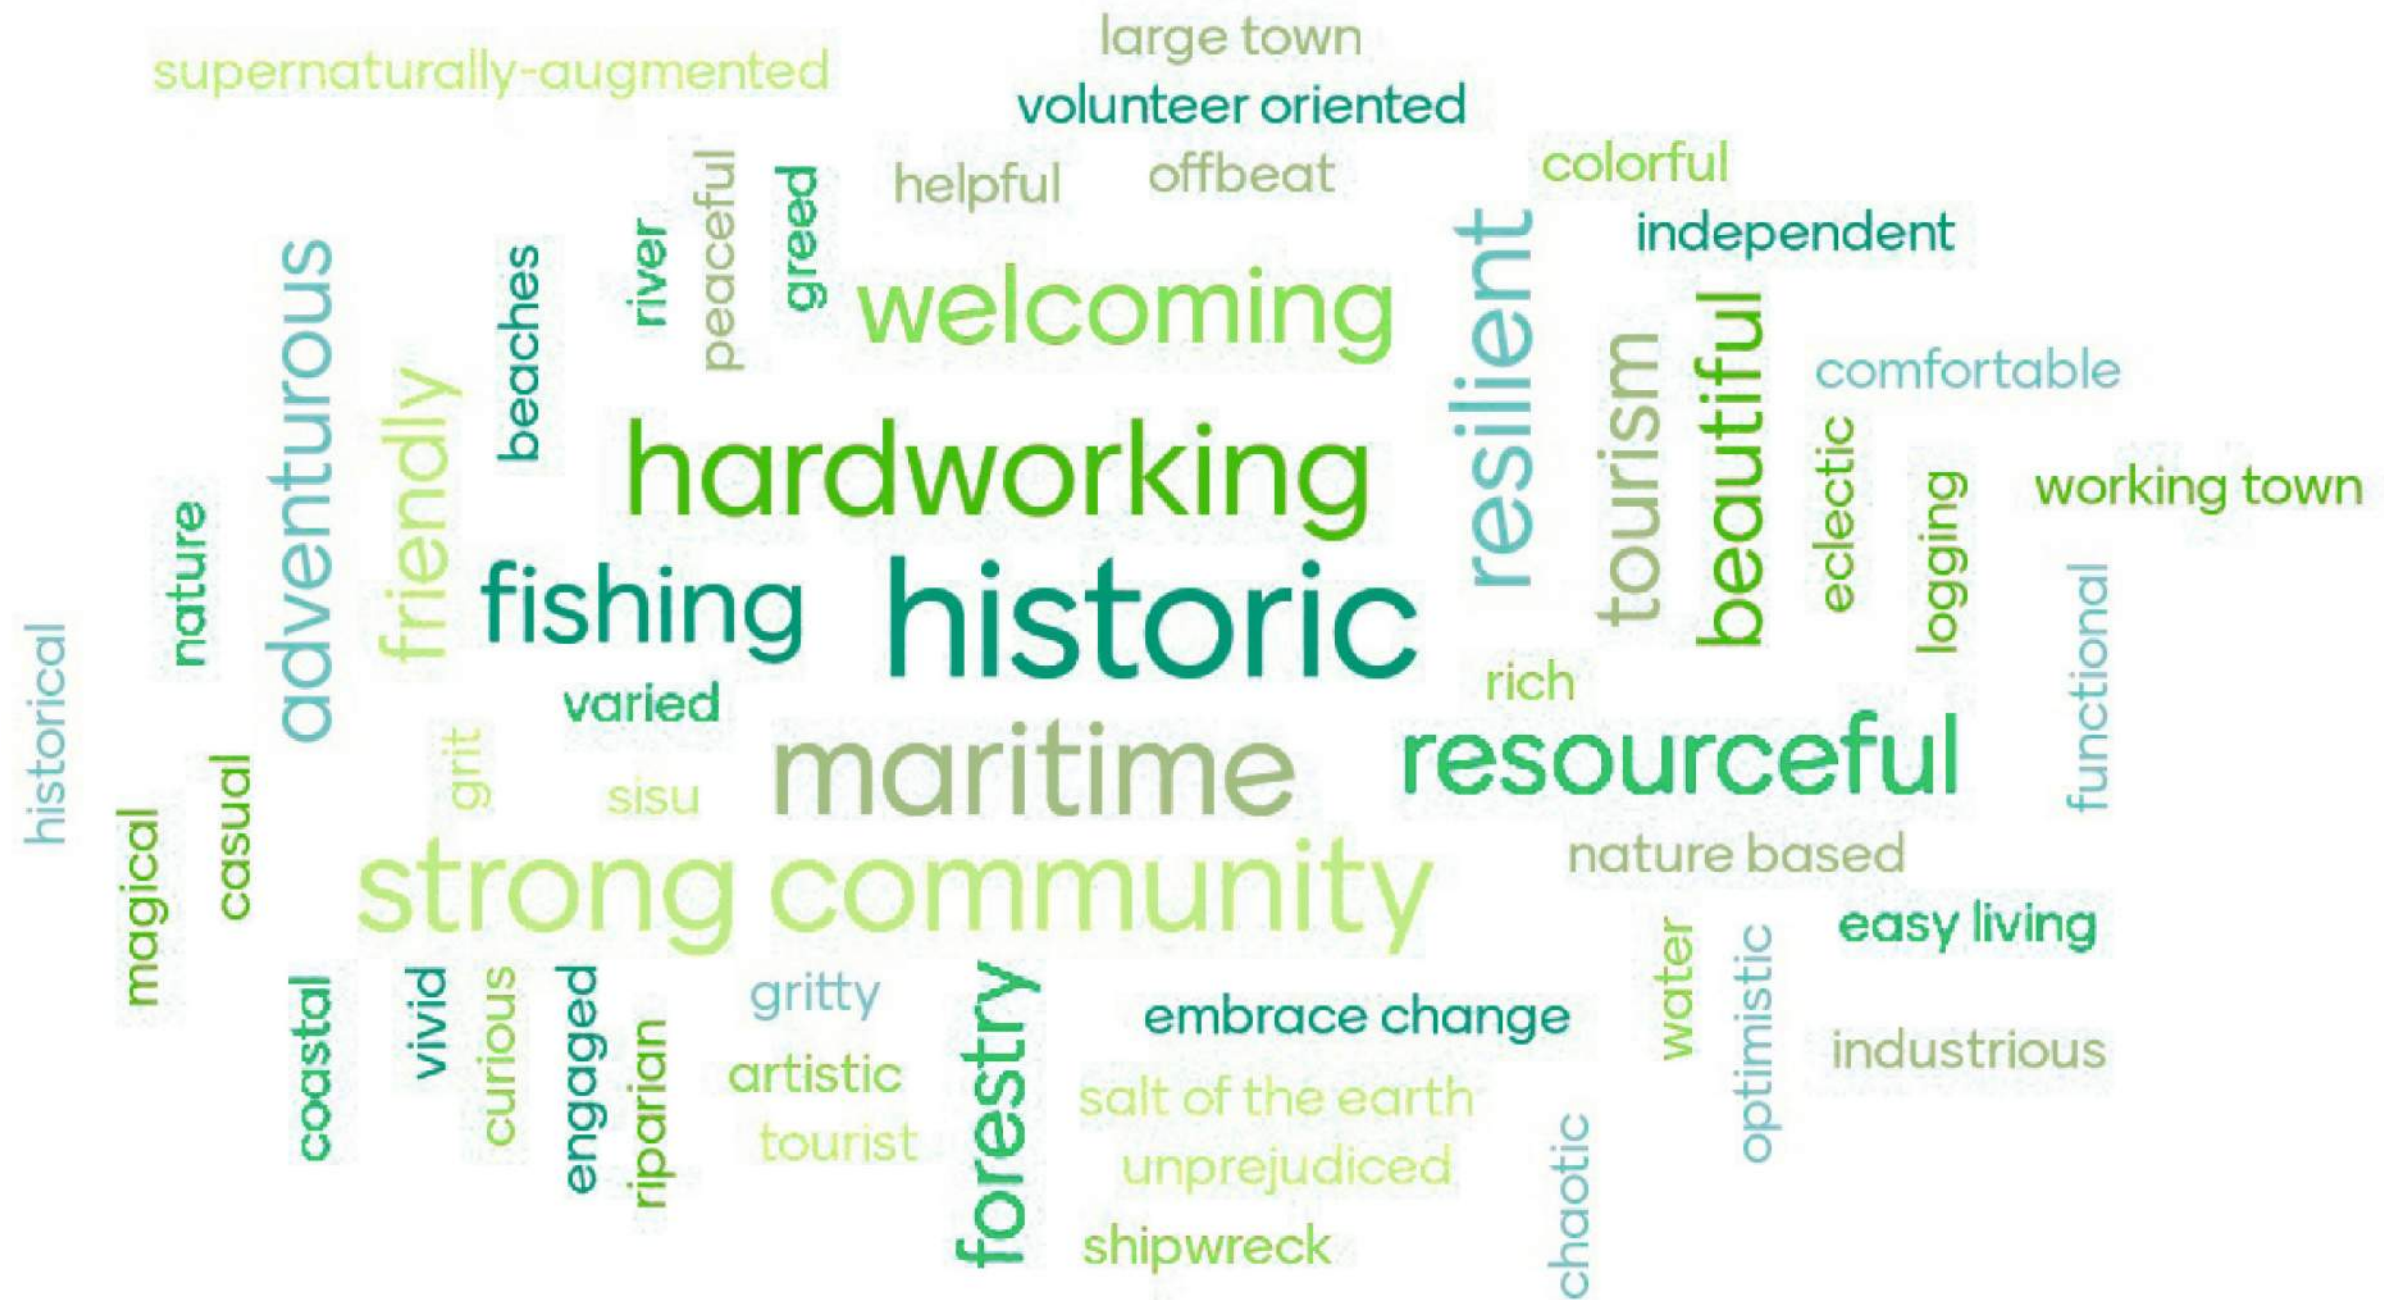 large town
supernaturally-augmented
volunteer oriented
colorful
peaceful
greed
helpful
offbeat
river
resilient
independent
adventurous
beaches
welcoming
tourism
beautiful
comfortable
friendly
hardworking
eclectic
logging
working town
nature
fishing
historic
functional
historical
varied
rich
grit
sisu
maritime
resourceful
casual
magical
strong community
nature based
water
optimistic
easy living
coastal
vivid
curious
engaged
riparian
gritty
forestry
embrace change
industrious
artistic
salt of the earth
tourist
unprejudiced
chaotic
shipwreck